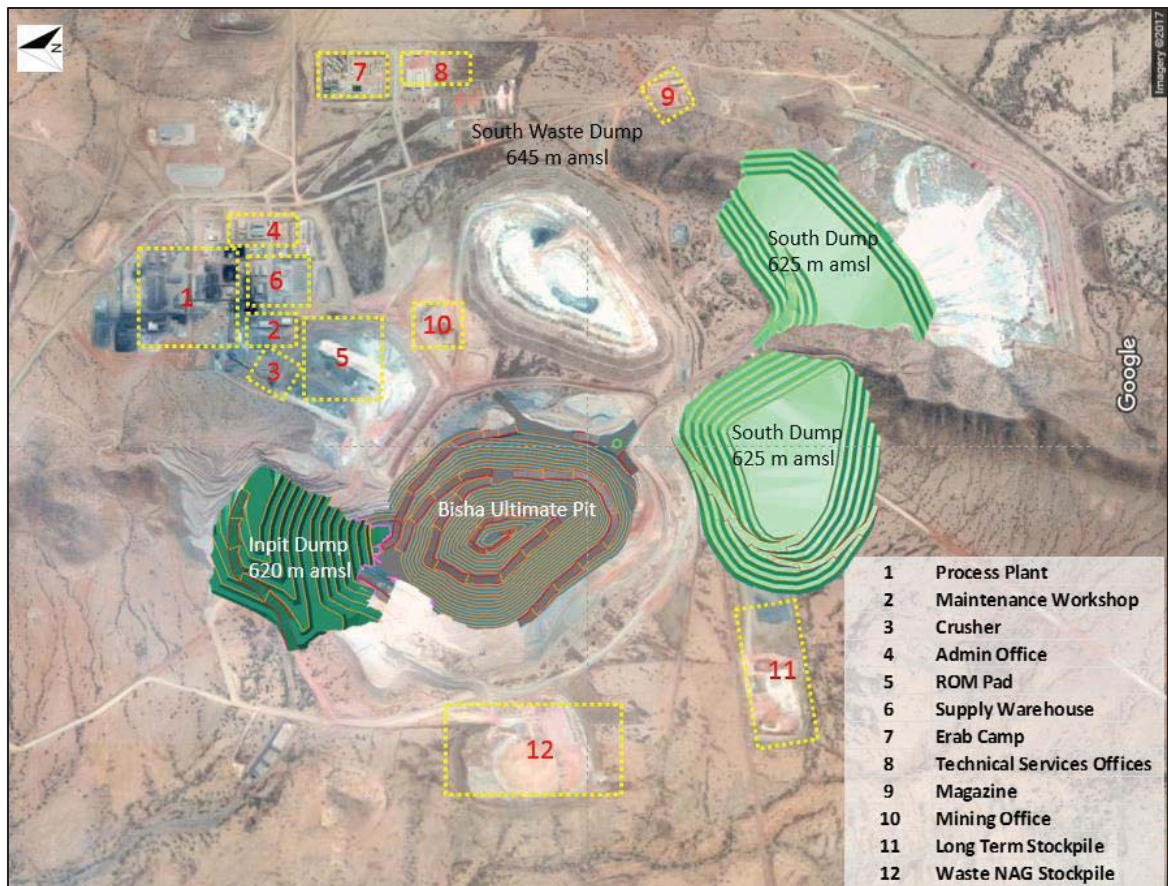 N
Imagery ©2017
7
8
9
South Waste Dump
645 m amsl
4
South Dump
625 m amsl
6
1
10
2
5
3
Google
South Dump
625 m amsl
Bisha Ultimate Pit
Inpit Dump
620 m amsl
11
12
1 Process Plant
2 Maintenance Workshop
3 Crusher
4 Admin Office
5 ROM Pad
6 Supply Warehouse
7 Erab Camp
8 Technical Services Offices
9 Magazine
10 Mining Office
11 Long Term Stockpile
12 Waste NAG Stockpile